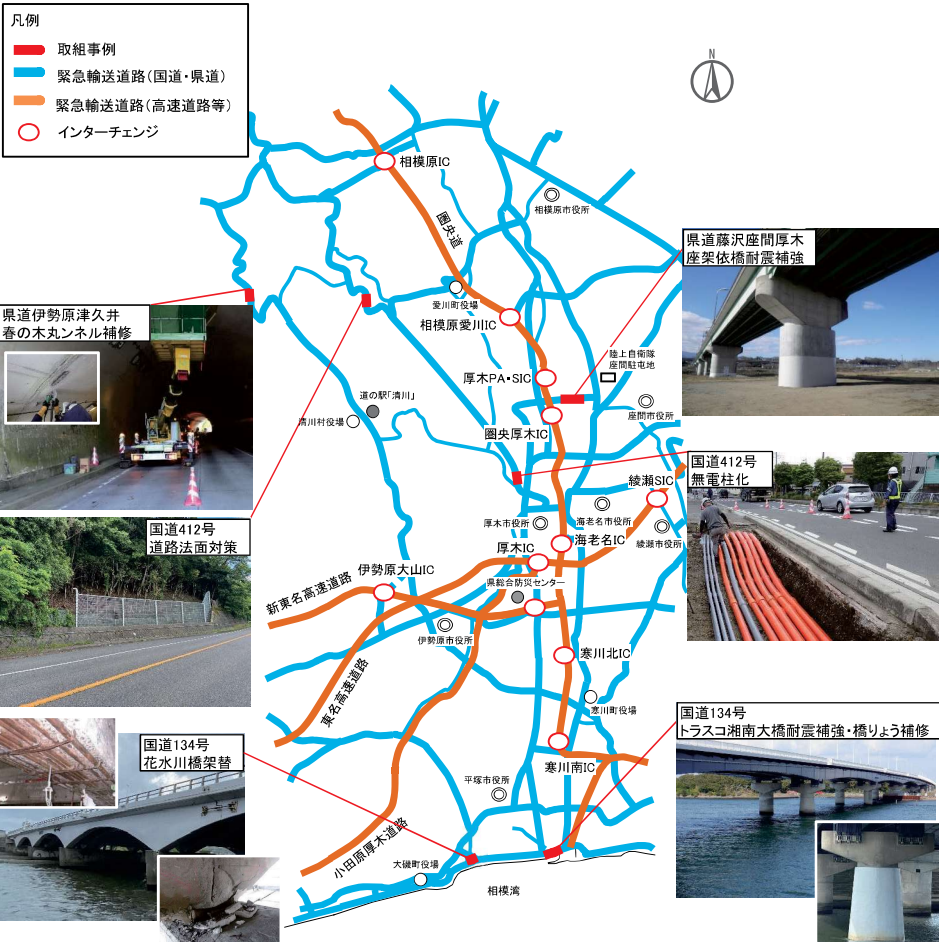 凡例
取組事例
緊急輸送道路(国道・県道)
緊急輸送道路(高速道路等)
インターチェンジ
N
相模原IC
相模原市役所
圏央道
県道藤沢座間厚木
座架依橋耐震補強
愛川町役場
県道伊勢原津久井
春の木丸ンネル補修
相模原愛川IC
陸上自衛隊
座間駐屯地
厚木PA・SIC
道の駅「清川」
座間市役所
清川村役場
圏央厚木IC
国道412号
無電柱化
綾瀬SIC
国道412号
道路法面対策
厚木市役所
海老名市役所
綾瀬市役所
厚木IC
海老名IC
伊勢原大山IC
県総合防災センター
新東名高速道路
伊勢原市役所
寒川北IC
東名高速道路
寒川町役場
国道134号
トラスコ湘南大橋耐震補強・橋りょう補修
国道134号
花水川橋架替
寒川南IC
平塚市役所
小田原厚木道路
大磯町役場
相模湾